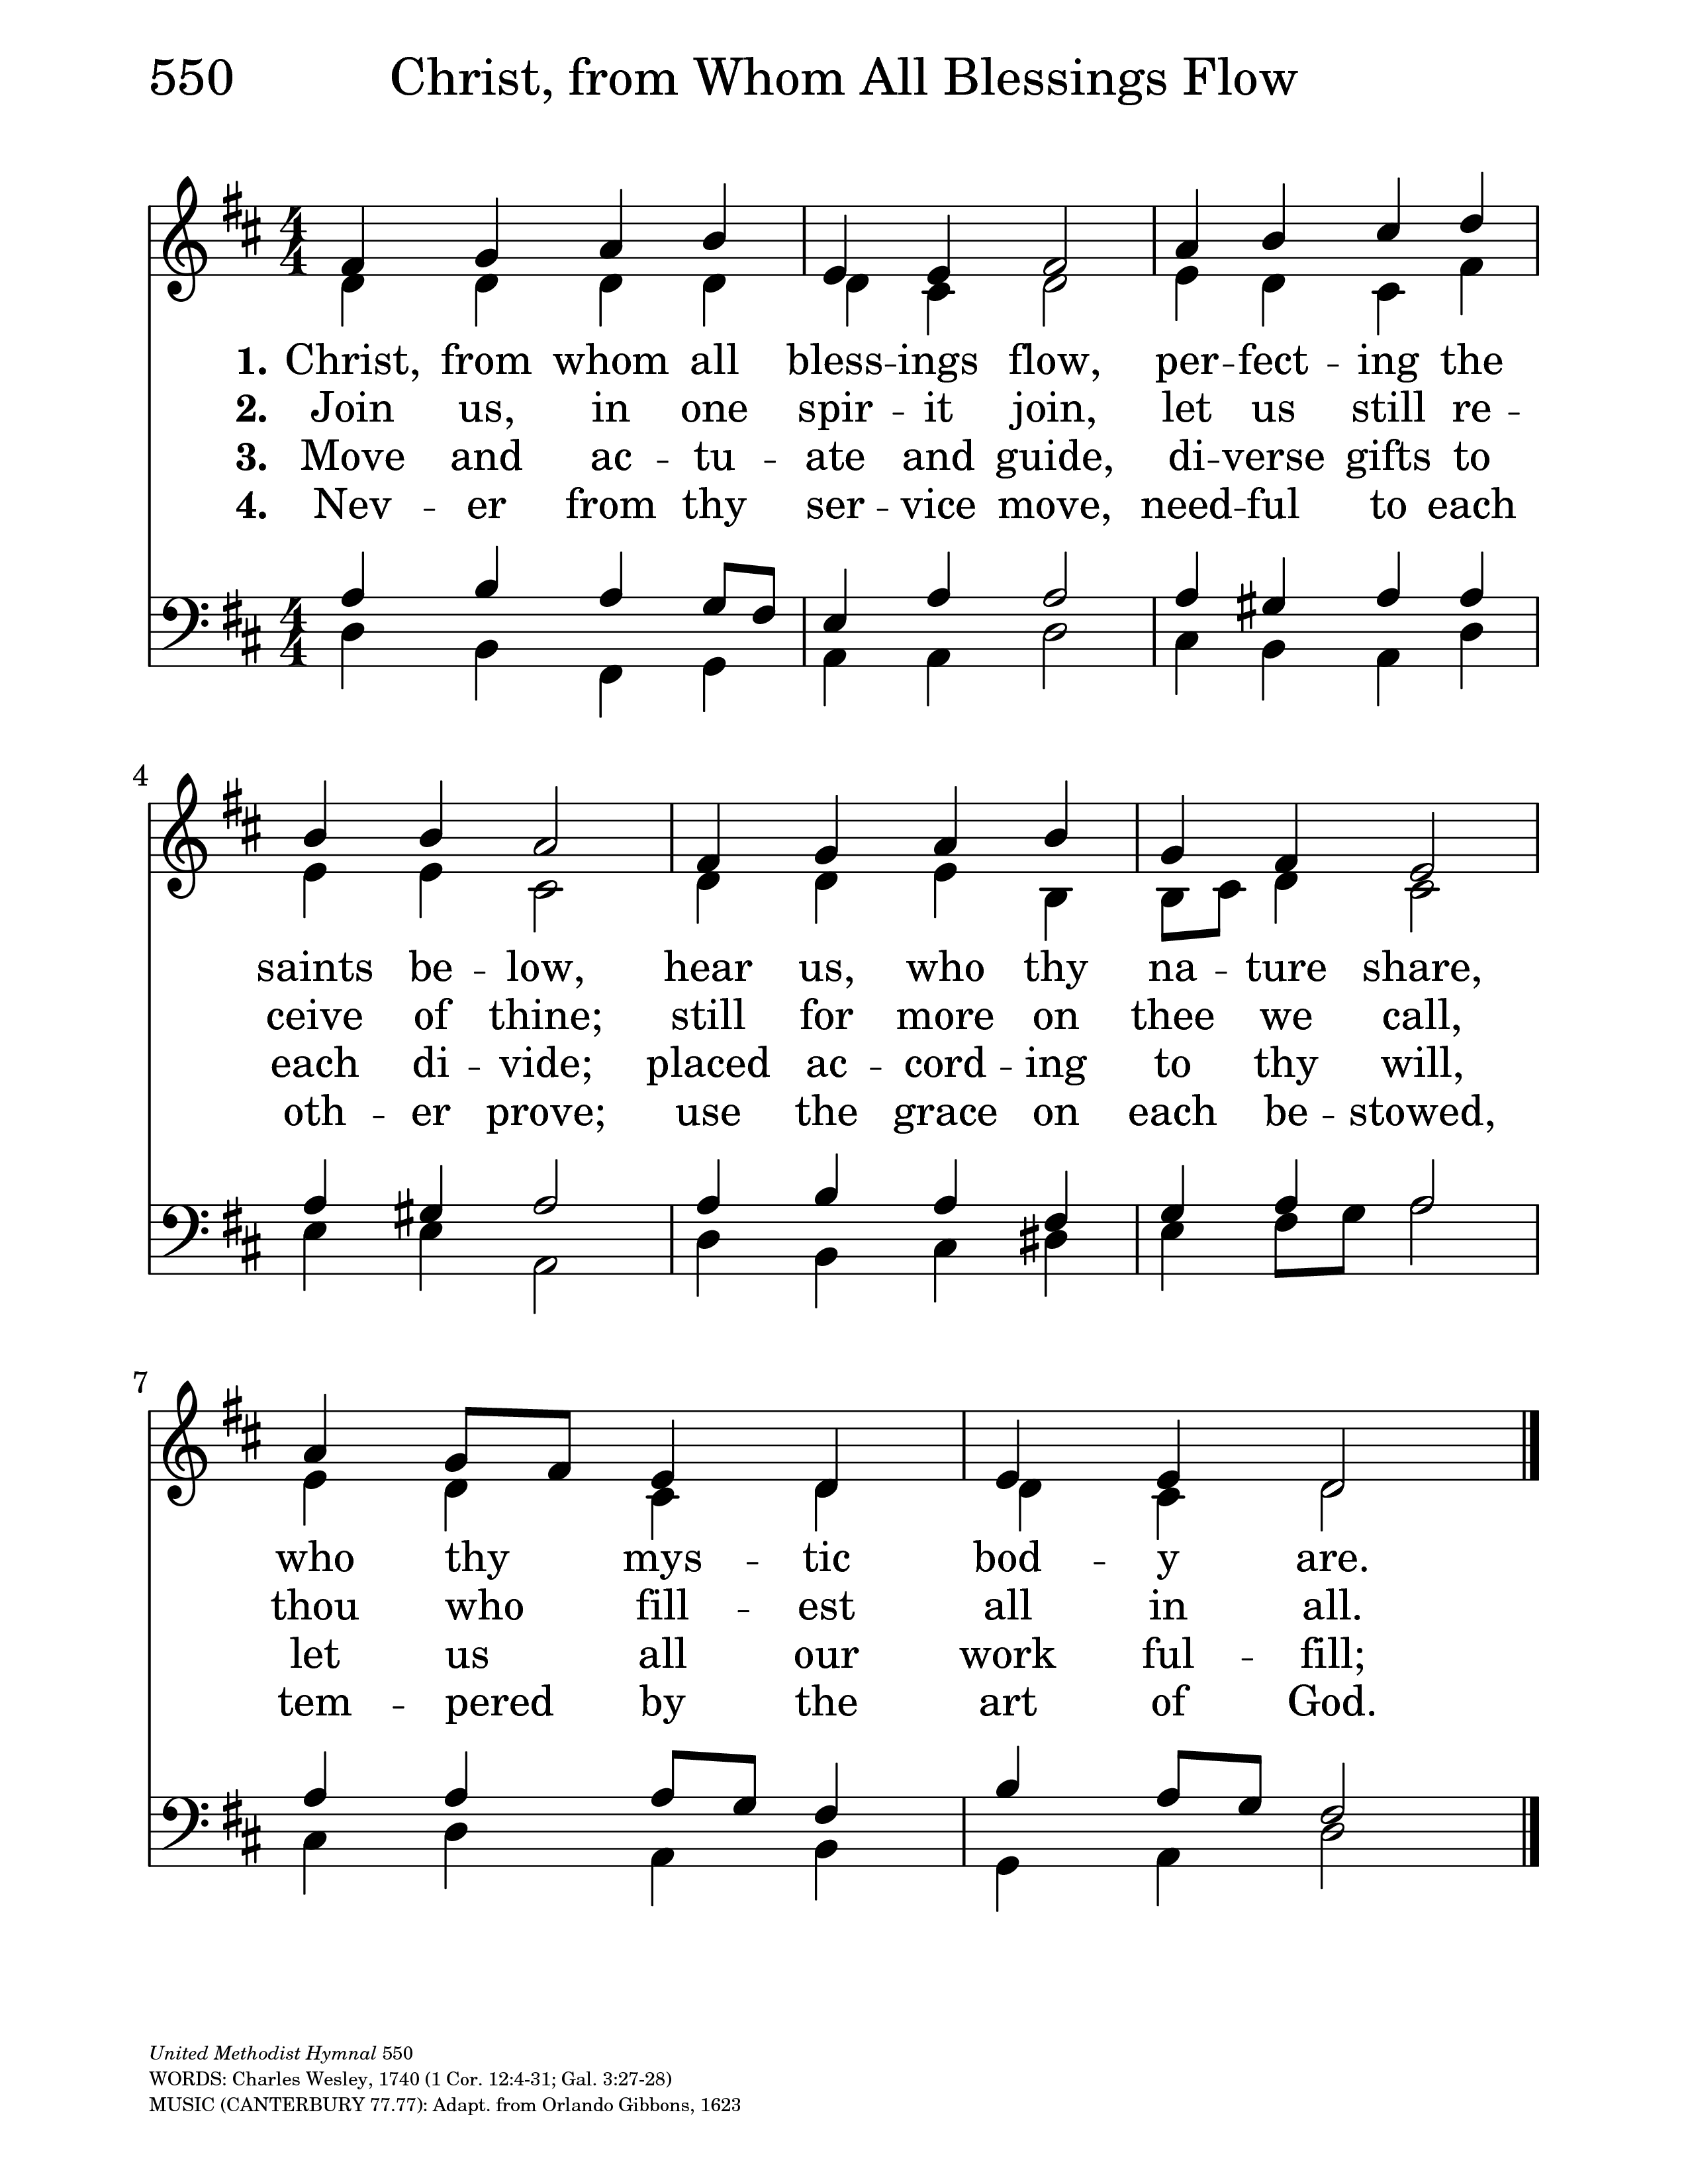 550 Christ, from Whom All Blessings Flow
4 4
1. Christ, from whom all bless -- ings flow, per -- fect -- ing the
2. Join us, in one spir -- it join, let us still re --
3. Move and ac -- tu -- ate and guide, di -- verse gifts to
4. Nev -- er from thy ser -- vice move, need -- ful to each
4 4
4
saints be -- low, hear us, who thy na -- ture share,
ceive of thine; still for more on thee we call,
each di -- vide; placed ac -- cord -- ing to thy will,
oth -- er prove; use the grace on each be -- stowed,
7
who thy mys -- tic bod -- y are.
thou who fill -- est all in all.
let us all our work ful -- fill;
tem -- pered by the art of God.
United Methodist Hymnal 550
WORDS: Charles Wesley, 1740 (1 Cor. 12:4-31; Gal. 3:27-28)
MUSIC (CANTERBURY 77.77): Adapt. from Orlando Gibbons, 1623